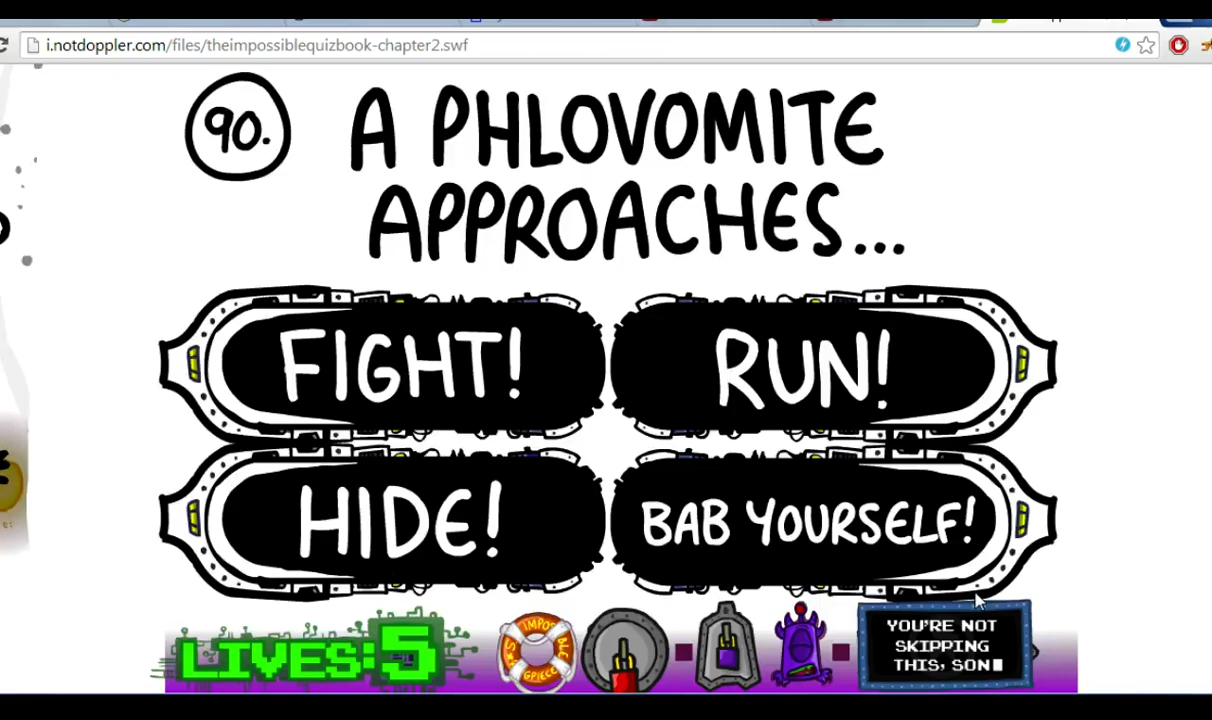 i.notdoppler.com/files/theimpossiblequizbook-chapter2.swf
90.
A PHLOVOMITE
APPROACHES...
FIGHT!
RUN!
HIDE!
BAB YOURSELF!
LIVES:5
YOU'RE NOT
SKIPPING
THIS, SON